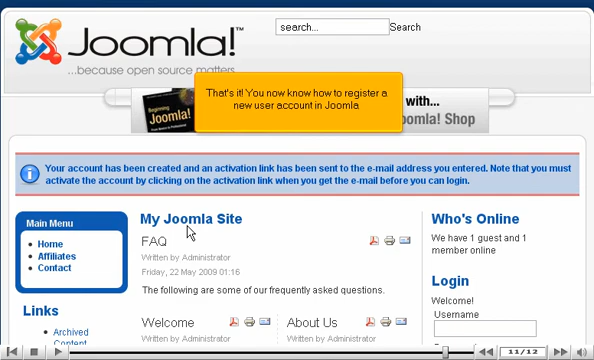 Joomla!™
...because open source matters
search... Search
That's it! You now know how to register a
new user account in Joomla
Beginning
Joomla!
with...
omla! Shop
Your account has been created and an activation link has been sent to the e-mail address you entered. Note that you must
activate the account by clicking on the activation link when you get the e-mail before you can login.
Main Menu
Home
Affiliates
Contact
Links
Archived
Content
My Joomla Site
FAQ
Written by Administrator
Friday, 22 May 2009 01:16
The following are some of our frequently asked questions.
Welcome
Written by Administrator
About Us
Written by Administrator
Who's Online
We have 1 guest and 1
member online
Login
Welcome!
Username
11/12